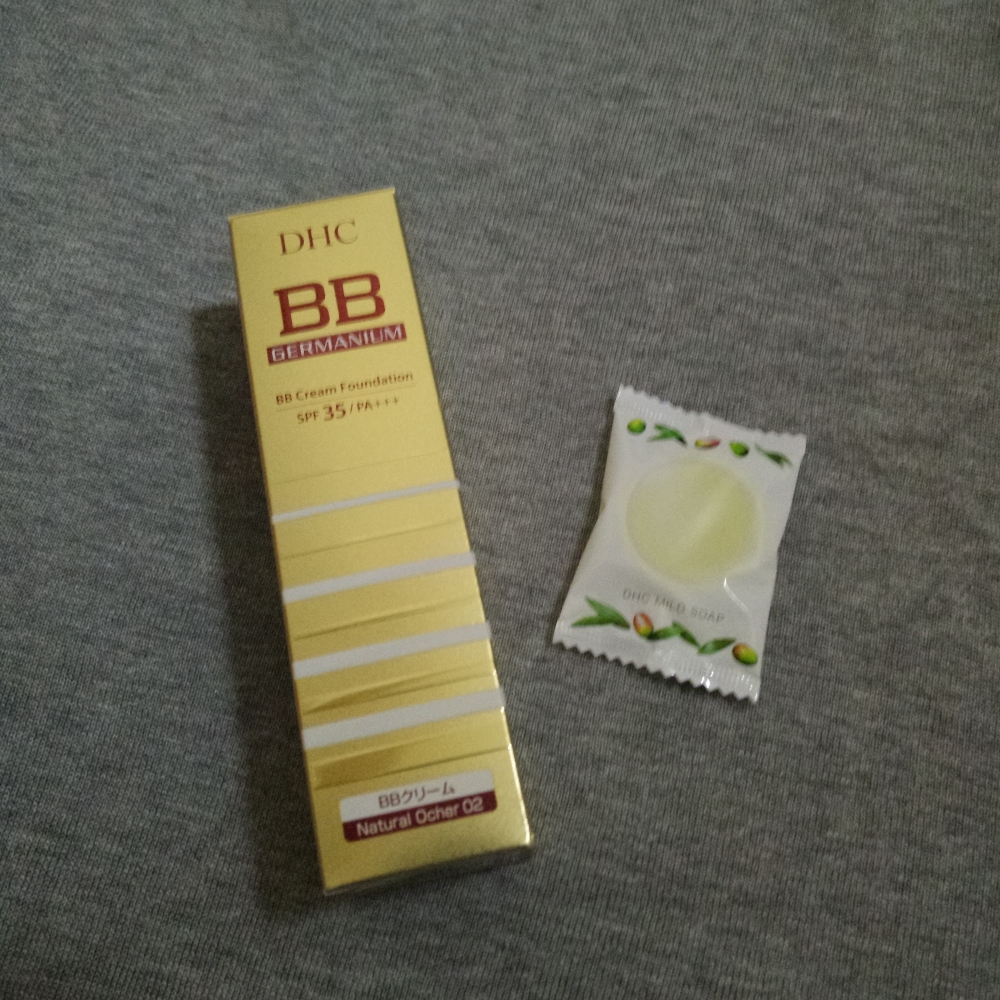 DHC
BB
GERMANIUM
BB Cream Foundation
SPF 35 / PA+++
BBクリーム
Natural Ocher 02
DHC MILD SOAP